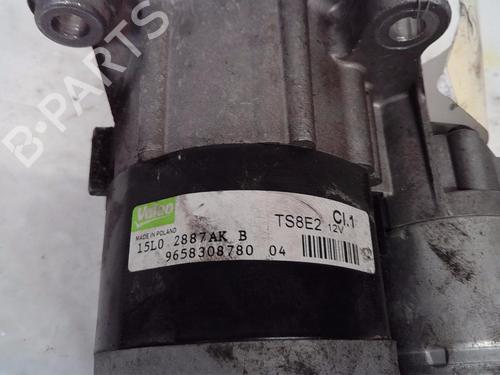 B-PARTS
Valeo
MADE IN POLAND
TS8E2 Cl.1
12V
15L0 2887AK B
9658308780 04